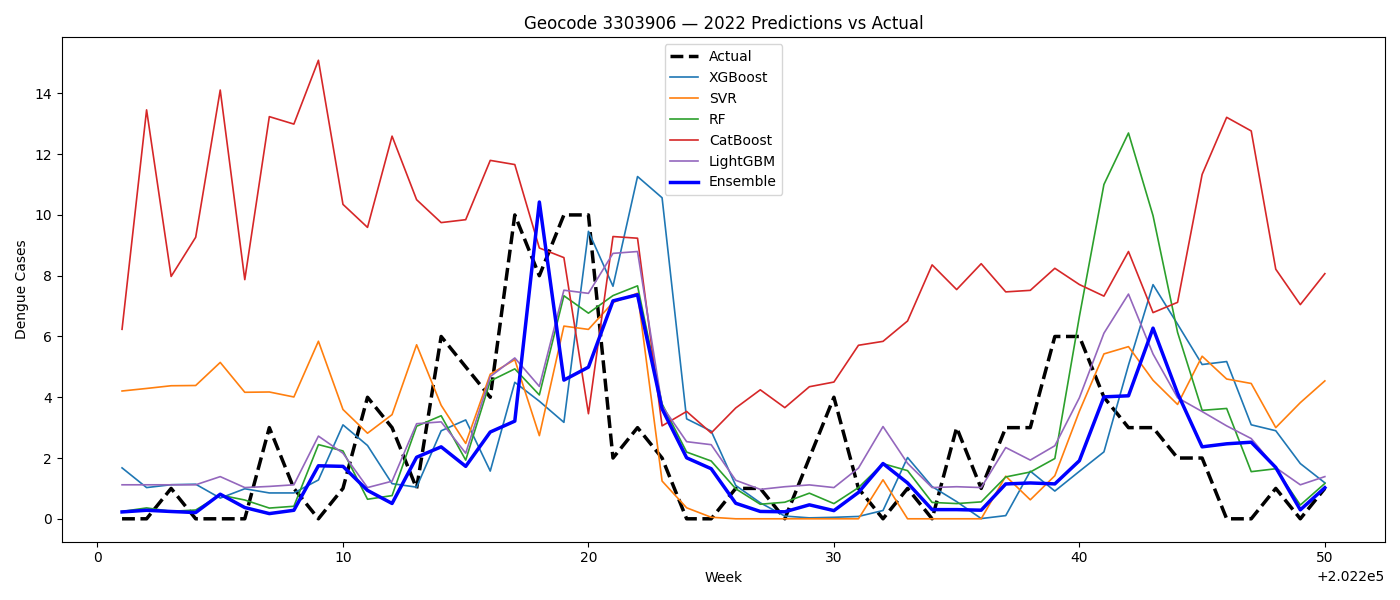 Geocode 3303906 — 2022 Predictions vs Actual
Actual
XGBoost
SVR
RF
CatBoost
LightGBM
Ensemble
Dengue Cases
14
12
10
8
6
4
2
0
0 10 20 30 40 50
+2.022e5
Week